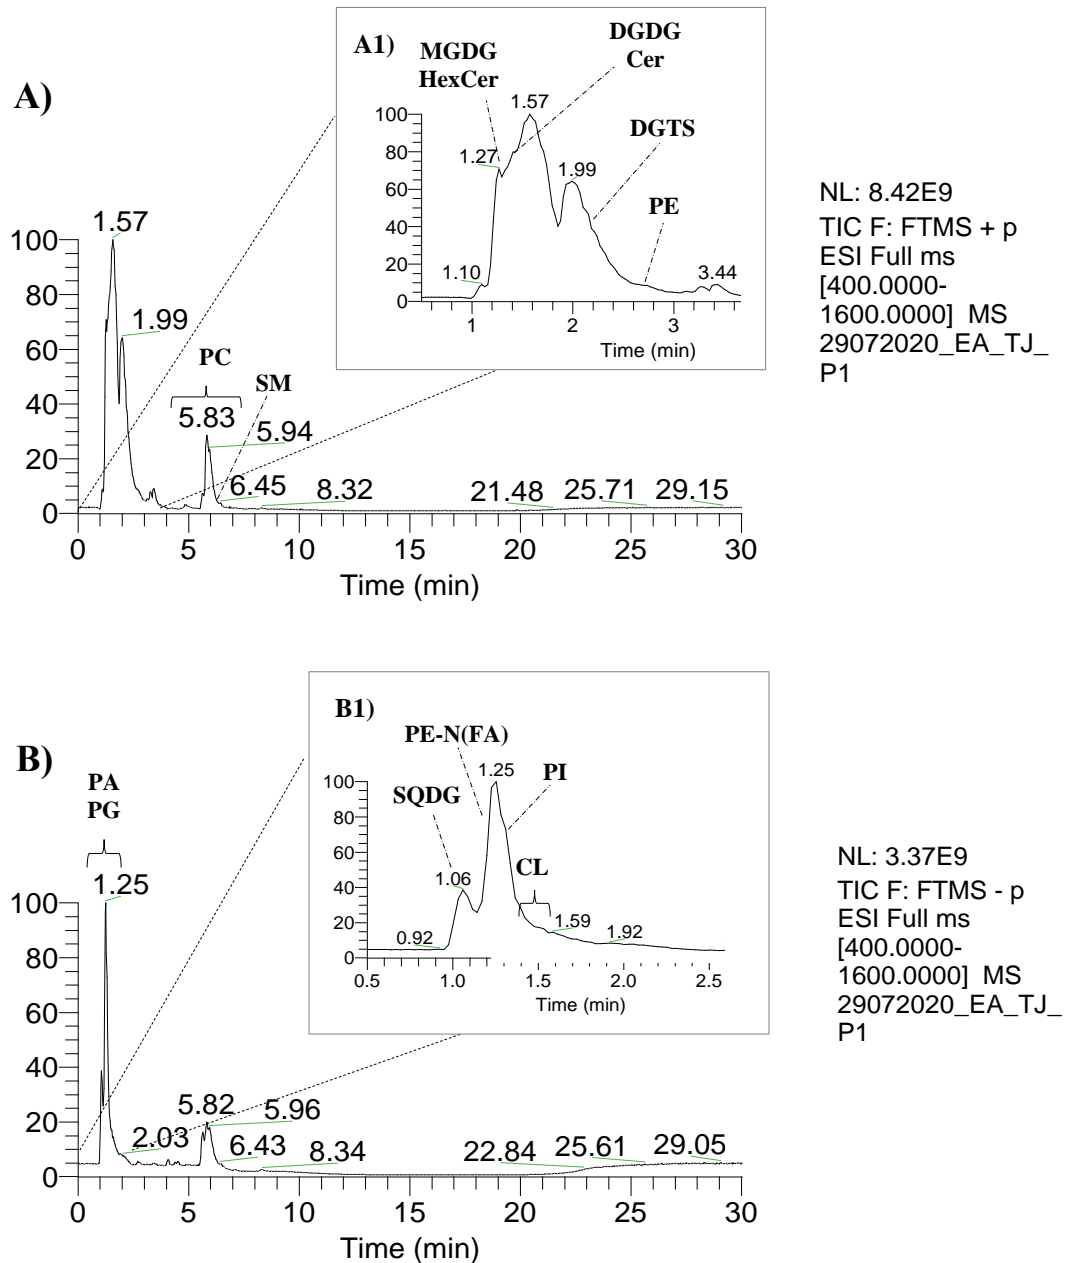 A)
A1)
MGDG
HexCer
DGDG
Cer
DGTS
PE
1.57
1.27
1.99
1.10
3.44
100
80
60
40
20
0
1 2 3
Time (min)
1.57
1.99
PC
SM
5.83
5.94
6.45
8.32
21.48
25.71
29.15
100
80
60
40
20
0
0 5 10 15 20 25 30
Time (min)
NL: 8.42E9
TIC F: FTMS + p
ESI Full ms
[400.0000-
1600.0000] MS
29072020_EA_TJ_
P1
B)
B1)
PE-N(FA)
SQDG
PI
CL
1.25
1.06
0.92
1.59
1.92
100
80
60
40
20
0
0.5 1.0 1.5 2.0 2.5
Time (min)
PA
PG
1.25
2.03
5.82
5.96
6.43
8.34
22.84
25.61
29.05
100
80
60
40
20
0
0 5 10 15 20 25 30
Time (min)
NL: 3.37E9
TIC F: FTMS - p
ESI Full ms
[400.0000-
1600.0000] MS
29072020_EA_TJ_
P1